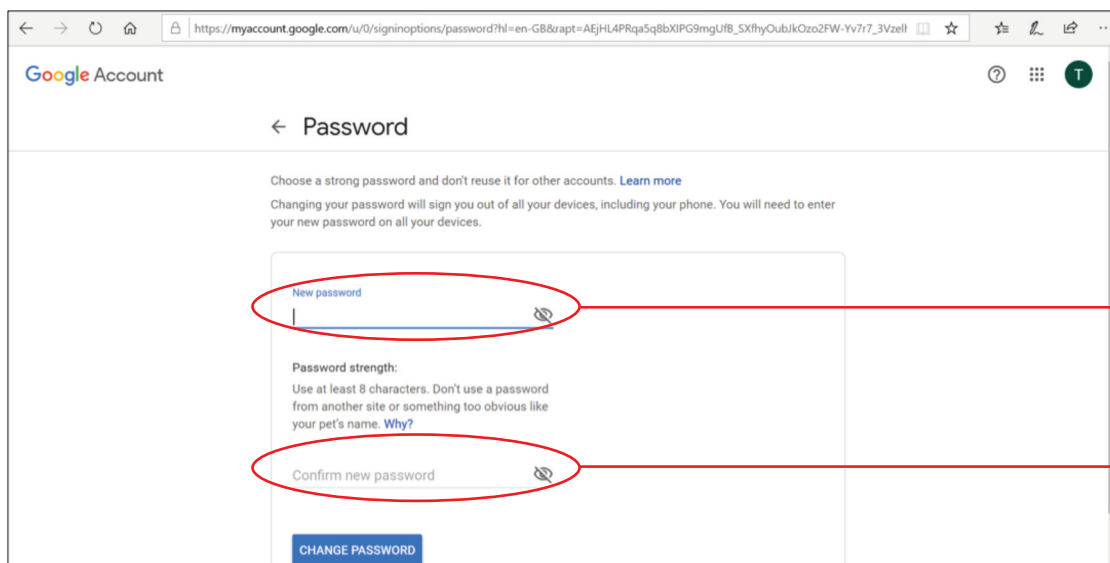 https://myaccount.google.com/u/0/signinoptions/password?hl=en-GB&rapt=AEjHL4PRqa5q8bXIPG9mgUfB_SXfhyOubJkOzo2FW-Yv7r7_3Vzelh
Google Account
T
Password
Choose a strong password and don't reuse it for other accounts. Learn more
Changing your password will sign you out of all your devices, including your phone. You will need to enter
your new password on all your devices.
New password
Password strength:
Use at least 8 characters. Don't use a password
from another site or something too obvious like
your pet's name. Why?
Confirm new password
CHANGE PASSWORD